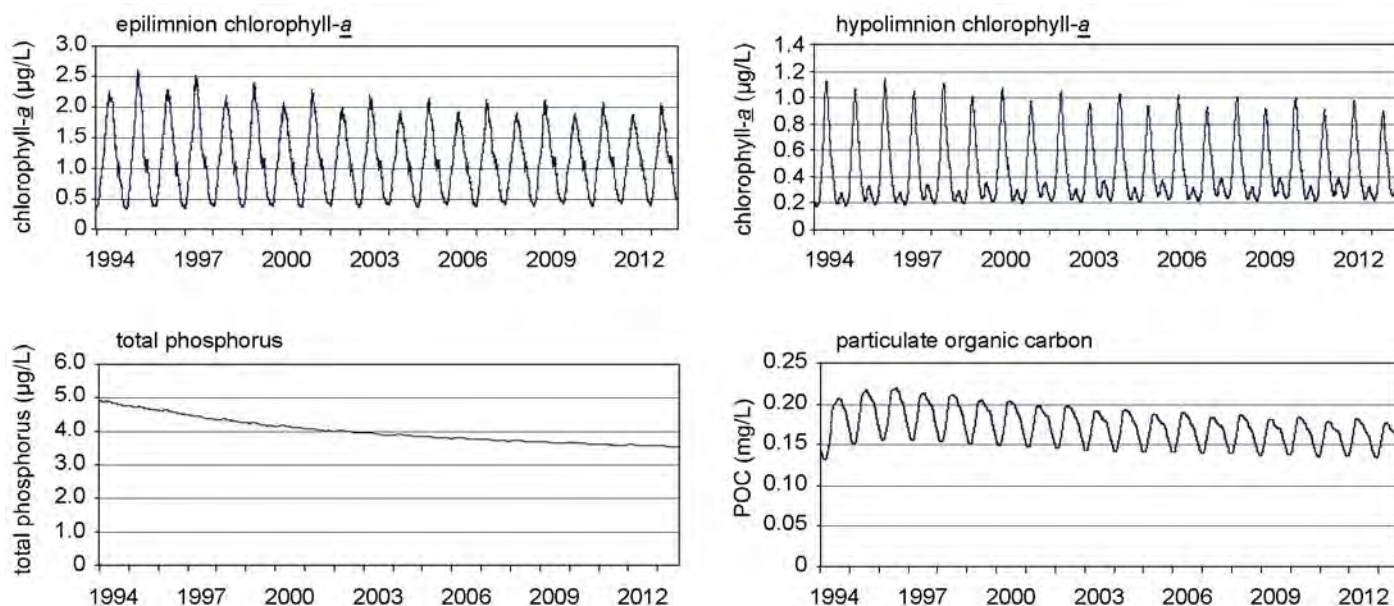 epilimnion chlorophyll-a
chlorophyll-a (µg/L)
3.0
2.5
2.0
1.5
1.0
0.5
0
1994 1997 2000 2003 2006 2009 2012
hypolimnion chlorophyll-a
chlorophyll-a (µg/L)
1.4
1.2
1.0
0.8
0.6
0.4
0.2
0
1994 1997 2000 2003 2006 2009 2012
total phosphorus
total phosphorus (µg/L)
6.0
5.0
4.0
3.0
2.0
1.0
0
1994 1997 2000 2003 2006 2009 2012
particulate organic carbon
POC (mg/L)
0.25
0.20
0.15
0.10
0.05
0
1994 1997 2000 2003 2006 2009 2012